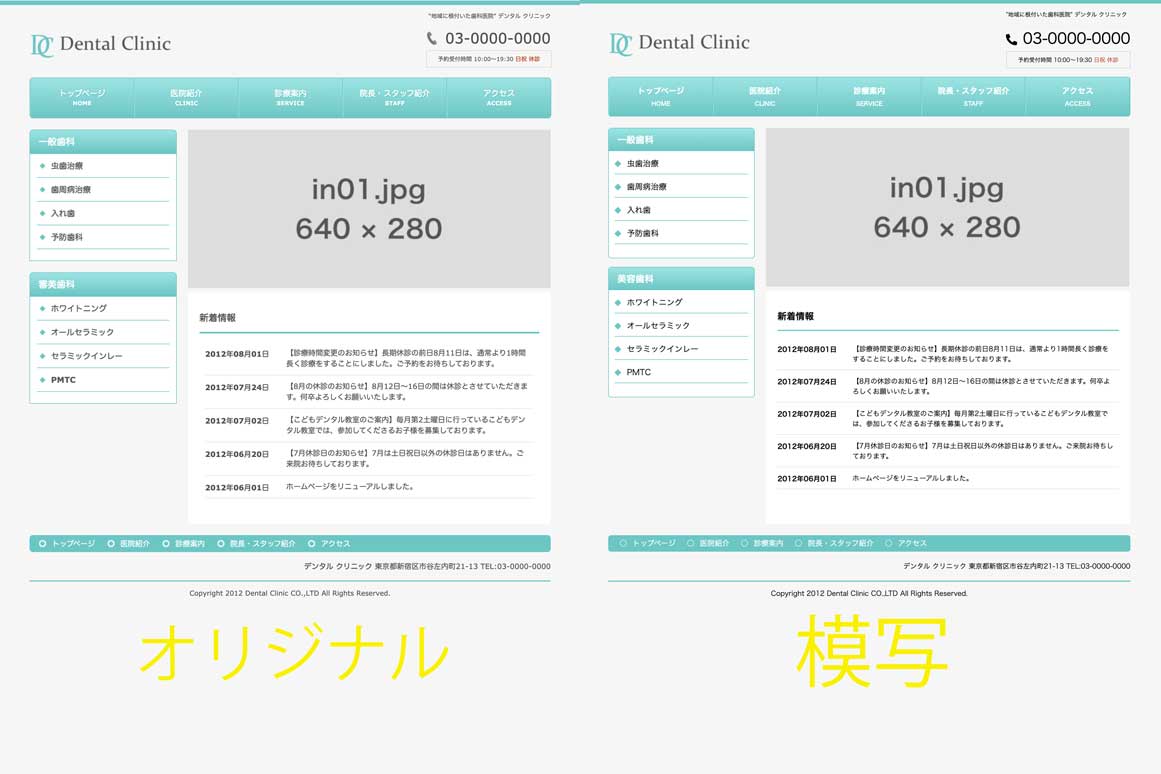 "地域に根付いた歯科医院" デンタル クリニック
DC Dental Clinic
03-0000-0000
予約受付時間 10:00〜19:30 日祝 休診
トップページ 医院紹介 診療案内 院長・スタッフ紹介 アクセス
HOME CLINIC SERVICE STAFF ACCESS
一般歯科
虫歯治療
歯周病治療
入れ歯
予防歯科
審美歯科
ホワイトニング
オールセラミック
セラミックインレー
PMTC
in01.jpg
640 × 280
新着情報
2012年08月01日 【診療時間変更のお知らせ】長期休診の前日8月11日は、通常より1時間
長く診療をすることにしました。ご予約をお待ちしております。
2012年07月24日 【8月の休診のお知らせ】8月12日〜16日の間は休診とさせていただきま
す。何卒よろしくお願いいたします。
2012年07月02日 【こどもデンタル教室のご案内】毎月第2土曜日に行っているこどもデン
タル教室では、参加してくださるお子様を募集しております。
2012年06月20日 【7月休診日のお知らせ】7月は土日祝日以外の休診日はありません。ご
来院お待ちしております。
2012年06月01日 ホームページをリニューアルしました。
トップページ 医院紹介 診療案内 院長・スタッフ紹介 アクセス
デンタル クリニック 東京都新宿区市谷左内町21-13 TEL:03-0000-0000
Copyright 2012 Dental Clinic CO.,LTD All Rights Reserved.
オリジナル
"地域に根付いた歯科医院" デンタル クリニック
DC Dental Clinic
03-0000-0000
予約受付時間 10:00〜19:30 日祝 休診
トップページ 医院紹介 診療案内 院長・スタッフ紹介 アクセス
HOME CLINIC SERVICE STAFF ACCESS
一般歯科
虫歯治療
歯周病治療
入れ歯
予防歯科
美容歯科
ホワイトニング
オールセラミック
セラミックインレー
PMTC
in01.jpg
640 × 280
新着情報
2012年08月01日 【診療時間変更のお知らせ】長期休診の前日8月11日は、通常より1時間長く診療を
することにしました。ご予約をお待ちしております。
2012年07月24日 【8月の休診のお知らせ】8月12日〜16日の間は休診とさせていただきます。何卒よ
ろしくお願いいたします。
2012年07月02日 【こどもデンタル教室のご案内】毎月第2土曜日に行っているこどもデンタル教室で
は、参加してくださるお子様を募集しております。
2012年06月20日 【7月休診日のお知らせ】7月は土日祝日以外の休診日はありません。ご来院お待ちし
ております。
2012年06月01日 ホームページをリニューアルしました。
トップページ 医院紹介 診療案内 院長・スタッフ紹介 アクセス
デンタル クリニック 東京都新宿区市谷左内町21-13 TEL:03-0000-0000
Copyright 2012 Dental Clinic CO.,LTD All Rights Reserved.
模写